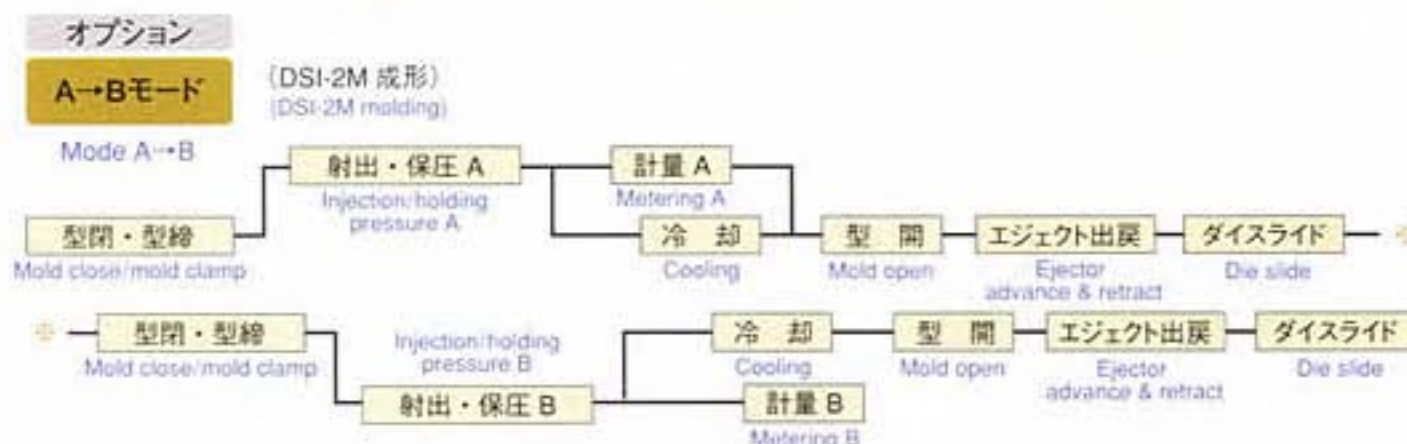 オプション
A→Bモード
(DSI-2M 成形)
(DSI-2M molding)
Mode A→B
射出・保圧 A
Injection/holding
pressure A
計量 A
Metering A
型閉・型締
Mold close/mold clamp
冷 却
Cooling
型 開
Mold open
エジェクト出戻
Ejector
advance & retract
ダイスライド
Die slide
※
※
型閉・型締
Mold close/mold clamp
Injection/holding
pressure B
射出・保圧 B
冷 却
Cooling
計量 B
Metering B
型 開
Mold open
エジェクト出戻
Ejector
advance & retract
ダイスライド
Die slide